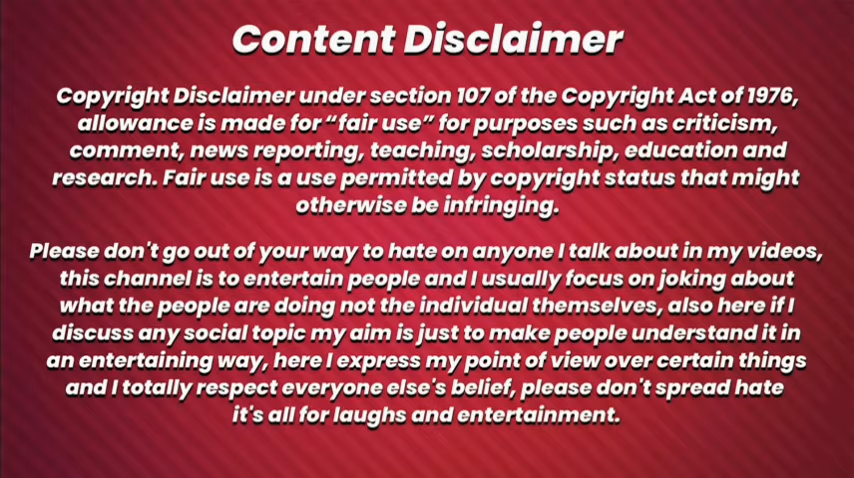 Content Disclaimer
Copyright Disclaimer under section 107 of the Copyright Act of 1976,
allowance is made for “fair use” for purposes such as criticism,
comment, news reporting, teaching, scholarship, education and
research. Fair use is a use permitted by copyright status that might
otherwise be infringing.
Please don't go out of your way to hate on anyone I talk about in my videos,
this channel is to entertain people and I usually focus on joking about
what the people are doing not the individual themselves, also here if I
discuss any social topic my aim is just to make people understand it in
an entertaining way, here I express my point of view over certain things
and I totally respect everyone else's belief, please don't spread hate
it's all for laughs and entertainment.